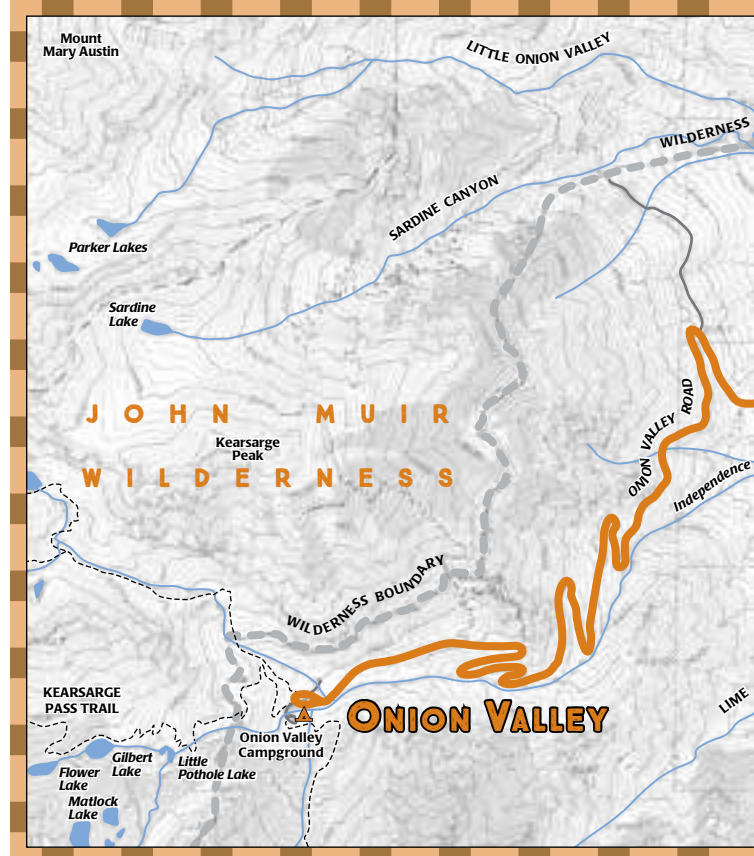 Mount
Mary Austin
LITTLE ONION VALLEY
WILDERNESS
SARDINE CANYON
Parker Lakes
Sardine
Lake
JOHN MUIR
WILDERNESS
Kearsarge
Peak
ONION VALLEY ROAD
Independence
WILDERNESS BOUNDARY
KEARSARGE
PASS TRAIL
ONION VALLEY
Onion Valley
Campground
LIME
Gilbert
Lake
Little
Pothole Lake
Flower
Lake
Matlock
Lake